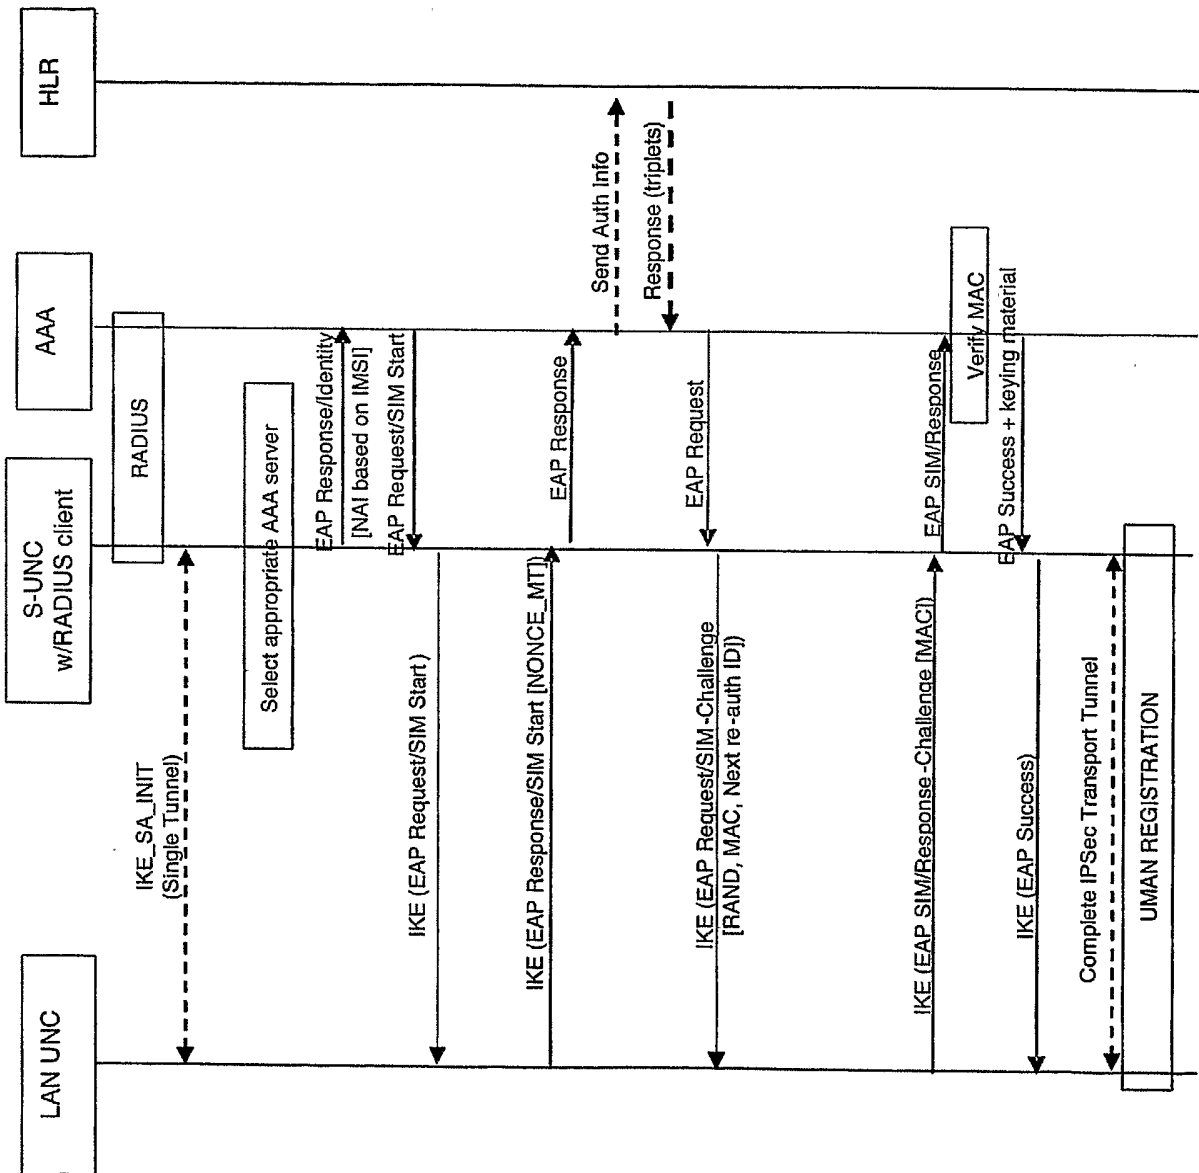 HLR
AAA
S-UNC
w/RADIUS client
LAN UNC
RADIUS
IKE_SA_INIT
(Single Tunnel)
Select appropriate AAA server
EAP Response/Identity
[NAI based on IMSI]
EAP Request/SIM Start
IKE (EAP Request/SIM Start)
IKE (EAP Response/SIM Start [NONCE_MT])
EAP Response
Send Auth Info
Response (triplets)
EAP Request
IKE (EAP Request/SIM-Challenge
[RAND, MAC, Next re-auth ID])
IKE (EAP SIM/Response-Challenge [MAC])
EAP SIM/Response
Verify MAC
EAP Success + keying material
IKE (EAP Success)
Complete IPSec Transport Tunnel
UMAN REGISTRATION